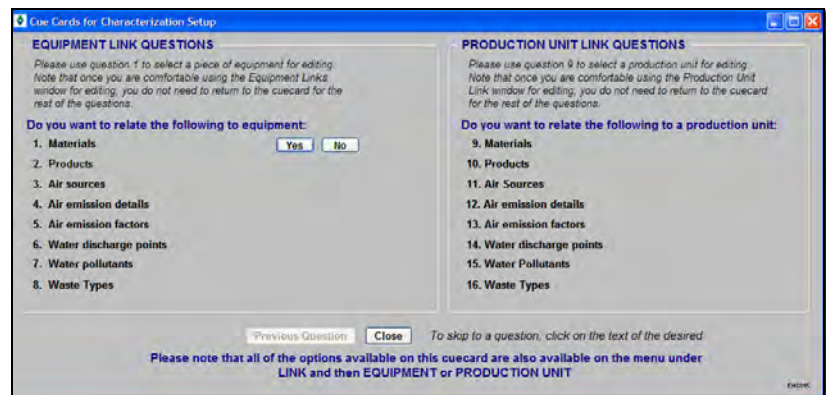 Cue Cards for Characterization Setup
EQUIPMENT LINK QUESTIONS
Please use question 1 to select a piece of equipment for editing.
Note that once you are comfortable using the Equipment Links
window for editing, you do not need to return to the cuecard for the
rest of the questions.
Do you want to relate the following to equipment:
1. Materials
Yes
No
2. Products
3. Air sources
4. Air emission details
5. Air emission factors
6. Water discharge points
7. Water pollutants
8. Waste Types
PRODUCTION UNIT LINK QUESTIONS
Please use question 9 to select a production unit for editing.
Note that once you are comfortable using the Production Unit
Link window for editing, you do not need to return to the cuecard
for the rest of the questions.
Do you want to relate the following to a production unit:
9. Materials
10. Products
11. Air Sources
12. Air emission details
13. Air emission factors
14. Water discharge points
15. Water Pollutants
16. Waste Types
Previous Question
Close
To skip to a question, click on the text of the desired
Please note that all of the options available on this cuecard are also available on the menu under
LINK and then EQUIPMENT or PRODUCTION UNIT